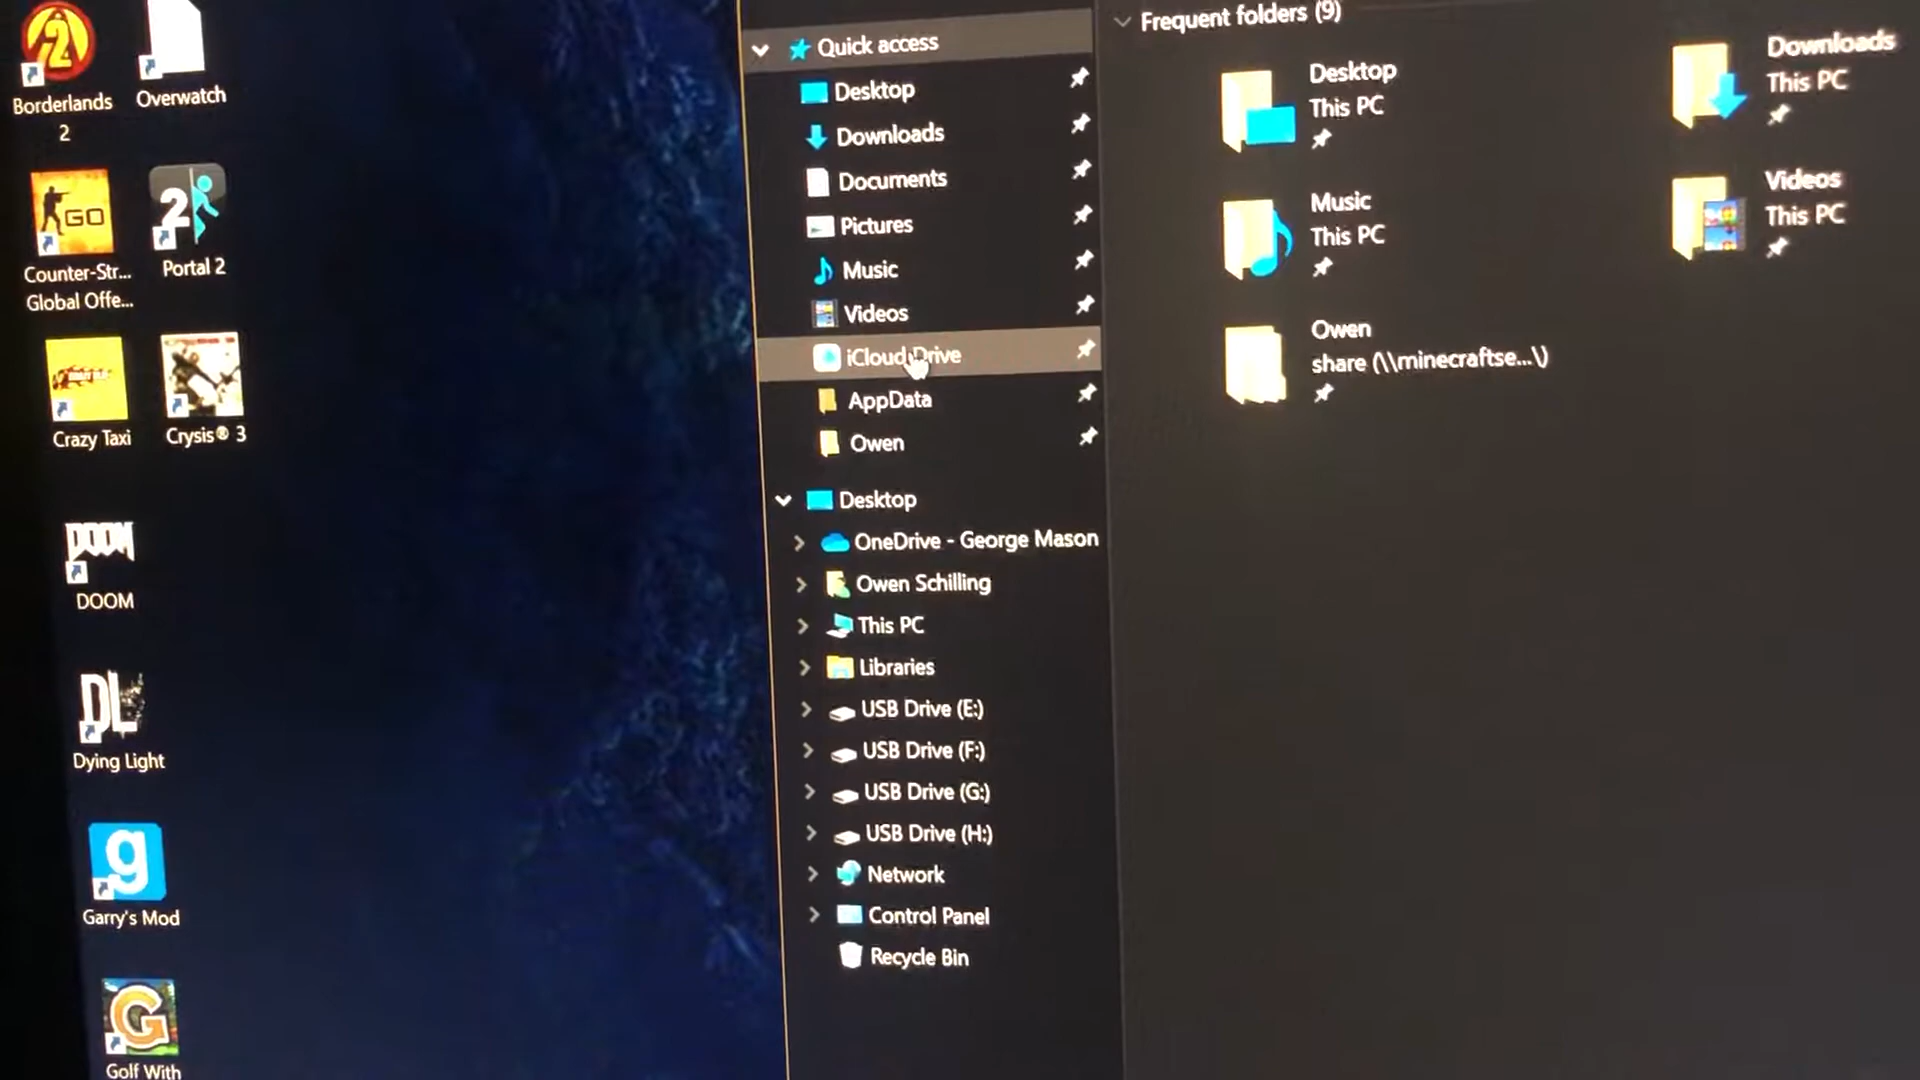 Borderlands
2
Overwatch
GO
Counter-Str...
Global Offe...
2
Portal 2
Crazy Taxi
Crysis® 3
DOOM
DOOM
DL
Dying Light
g
Garry's Mod
G
Golf With
Quick access
Desktop
Downloads
Documents
Pictures
Music
Videos
iCloud Drive
AppData
Owen
Desktop
OneDrive - George Mason
Owen Schilling
This PC
Libraries
USB Drive (E:)
USB Drive (F:)
USB Drive (G:)
USB Drive (H:)
Network
Control Panel
Recycle Bin
Frequent folders (9)
Desktop
This PC
Downloads
This PC
Music
This PC
Videos
This PC
Owen
share (\\minecraftse...\)